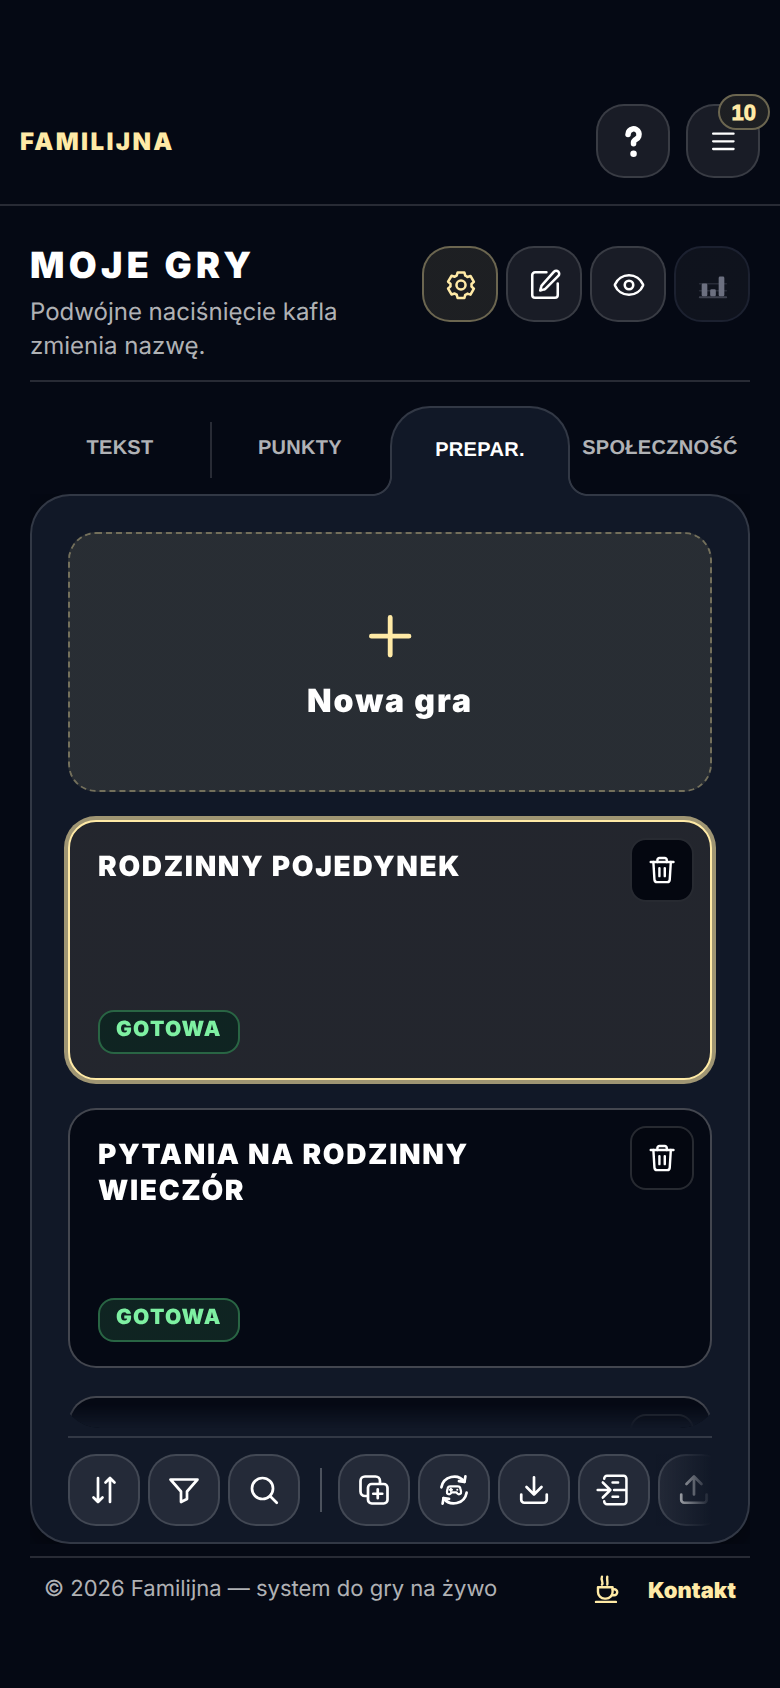 FAMILIJNA
?
10
MOJE GRY
Podwójne naciśnięcie kafla
zmienia nazwę.
TEKST
PUNKTY
PREPAR.
SPOŁECZNOŚĆ
Nowa gra
RODZINNY POJEDYNEK
GOTOWA
PYTANIA NA RODZINNY
WIECZÓR
GOTOWA
© 2026 Familijna — system do gry na żywo
Kontakt